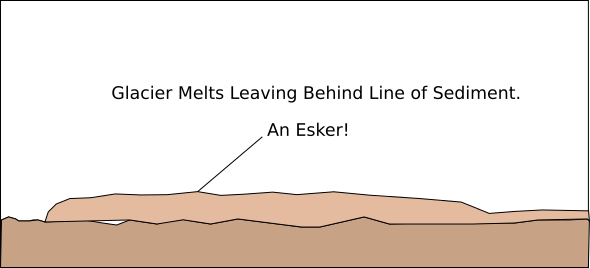 Glacier Melts Leaving Behind Line of Sediment.
An Esker!